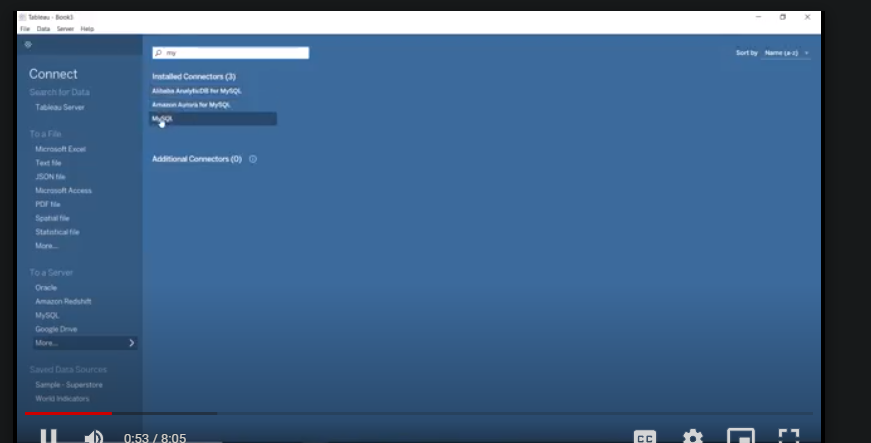 Tableau - Book3
File Data Server Help
my
Sort by Name (a-z)
Connect
Search for Data
Tableau Server
To a File
Microsoft Excel
Text file
JSON file
Microsoft Access
PDF file
Spatial file
Statistical file
More...
To a Server
Oracle
Amazon Redshift
MySQL
Google Drive
More...
Saved Data Sources
Sample - Superstore
World Indicators
Installed Connectors (3)
Alibaba AnalyticDB for MySQL
Amazon Aurora for MySQL
MySQL
Additional Connectors (0)
0:53 / 8:05
CC